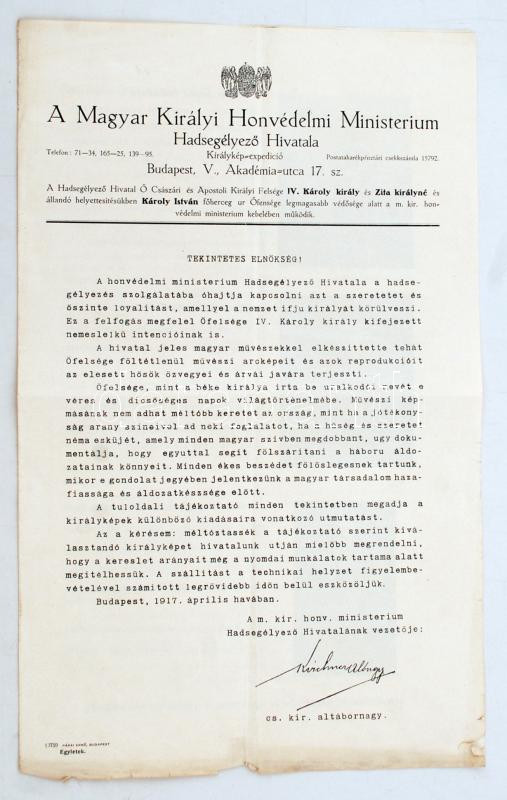 A Magyar Királyi Honvédelmi Ministerium
Hadsegélyező Hivatala
Telefon: 71—34, 165—25, 139—95. Királykép=expedíció Postatakarékpénztári csekkszámla 15792.
Budapest, V., Akadémia=utca 17. sz.
A Hadsegélyező Hivatal Ő Császári és Apostoli Királyi Felsége IV. Károly király és Zita királyné és
állandó helyettesítésükben Károly István főherceg ur Őfensége legmagasabb védősége alatt a m. kir. hon-
védelmi ministerium kebelében működik.
TEKINTETES ELNÖKSÉG!
A honvédelmi ministerium Hadsegélyező Hivatala a hadse-
gélyezés szolgálatába óhajtja kapcsolni azt a szeretetet és
őszinte loyalitást, amellyel a nemzet ifju királyát körülveszi.
Ez a felfogás megfelel Őfelsége IV. Károly király kifejezett
nemeslelkü intencióinak is.
A hivatal jeles magyar müvészekkel elkészittette tehát
Őfelsége föltétlenül müvészi arcképeit és azok reprodukcióit
az elesett hősök özvegyei és árvái javára terjeszti.
Őfelsége, mint a béke királya irta be uralkodói nevét e
véres és dicsőséges napok világtörténelmébe. Müvészi kép-
másának nem adhat méltóbb keretet az ország, mint ha a jótékony-
ság arany szineivel ad neki foglalatot, ha a hüség és szeretet
néma esküjét, amely minden magyar szivben megdobbant, ugy doku-
mentálja, hogy egyuttal segit fölszáritani a háboru áldo-
zatainak könnyeit. Minden ékes beszédet fölöslegesnek tartunk,
mikor e gondolat jegyében jelentkezünk a magyar társadalom haza-
fiassága és áldozatkészsége előtt.
A tuloldali tájékoztató minden tekintetben megadja a
királyképek különböző kiadásaira vonatkozó utmutatást.
Az a kérésem: méltóztassék a tájékoztató szerint kivá-
lasztandó királyképet hivatalunk utján mielőbb megrendelni,
hogy a kereslet arányait még a nyomdai munkálatok tartama alatt
megitélhessük. A szállitást a technikai helyzet figyelembe-
vételével számitott legrövidebb időn belül eszközöljük.
Budapest, 1917. április havában.
A m. kir. honv. ministerium
Hadsegélyező Hivatalának vezetője:
Kirchner Altngy
cs. kir. altábornagy.
Egyletek.